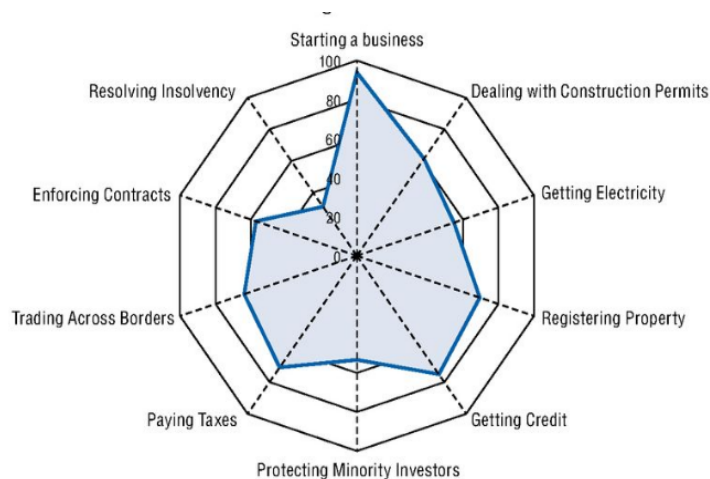 Starting a business
100
Resolving Insolvency
80
Dealing with Construction Permits
60
Enforcing Contracts
40
Getting Electricity
20
0
Trading Across Borders
Registering Property
Paying Taxes
Getting Credit
Protecting Minority Investors